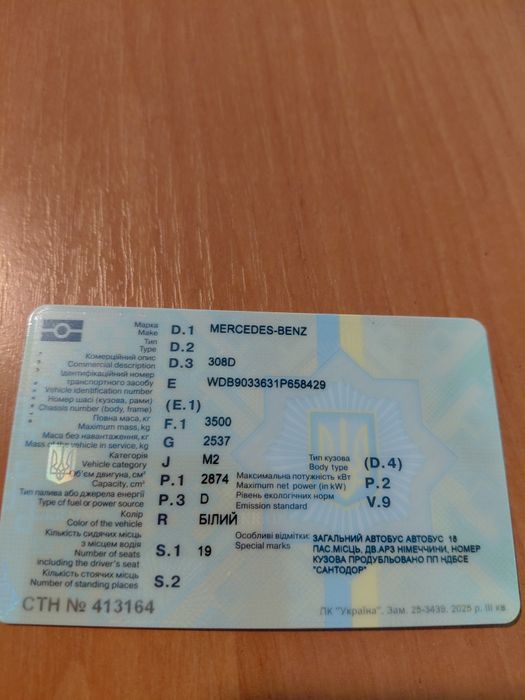 Марка
Make D.1 MERCEDES-BENZ
Тип
Type D.2
Комерційний опис
Commercial description D.3 308D
Ідентифікаційний номер
транспортного засобу
Vehicle identification number E WDB9033631P658429
Номер шасі (кузова, рами)
Chassis number (body, frame) (E.1)
Повна маса, кг
Maximum mass, kg F.1 3500
Маса без навантаження, кг
Mass of the vehicle in service, kg G 2537
Категорія
Vehicle category J M2
Тип кузова
Body type (D.4)
Об'єм двигуна, см³
Capacity, cm³ P.1 2874
Максимальна потужність кВт
Maximum net power (in kW) P.2
Тип палива або джерела енергії
Type of fuel or power source P.3 D
Рівень екологічних норм
Emission standard V.9
Колір
Color of the vehicle R БІЛИЙ
Кількість сидячих місць
з місцем водія
Number of seats
including the driver's seat S.1 19
Особливі відмітки:
Special marks
ЗАГАЛЬНИЙ АВТОБУС АВТОБУС 18
ПАС.МІСЦЬ, ДВ.АРЗ НІМЕЧЧИНИ, НОМЕР
КУЗОВА ПРОДУБЛЬОВАНО ПП НДБСЕ
"САНТОДОР"
Кількість стоячих місць
Number of standing places S.2
СТН № 413164
ПК "Україна". Зам. 25-3439. 2025 р. III кв